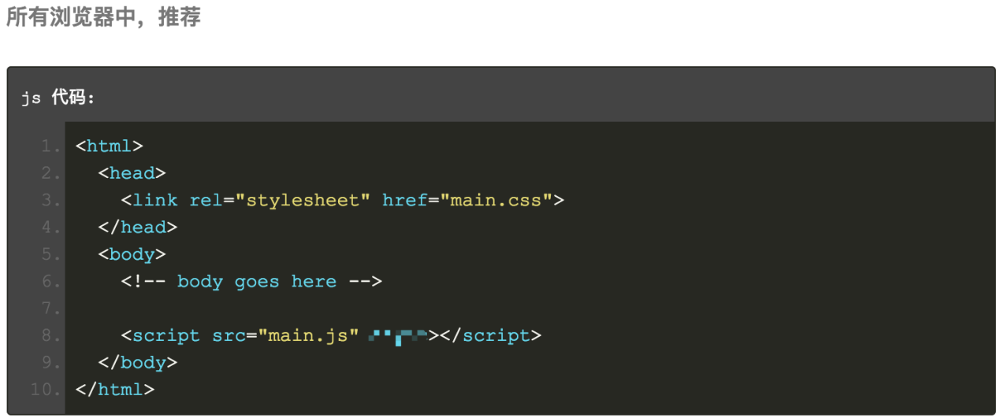 所有浏览器中，推荐
js 代码:
1. <html>
2.   <head>
3.     <link rel="stylesheet" href="main.css">
4.   </head>
5.   <body>
6.     <!-- body goes here -->
7.
8.     <script src="main.js" ></script>
9.   </body>
10. </html>